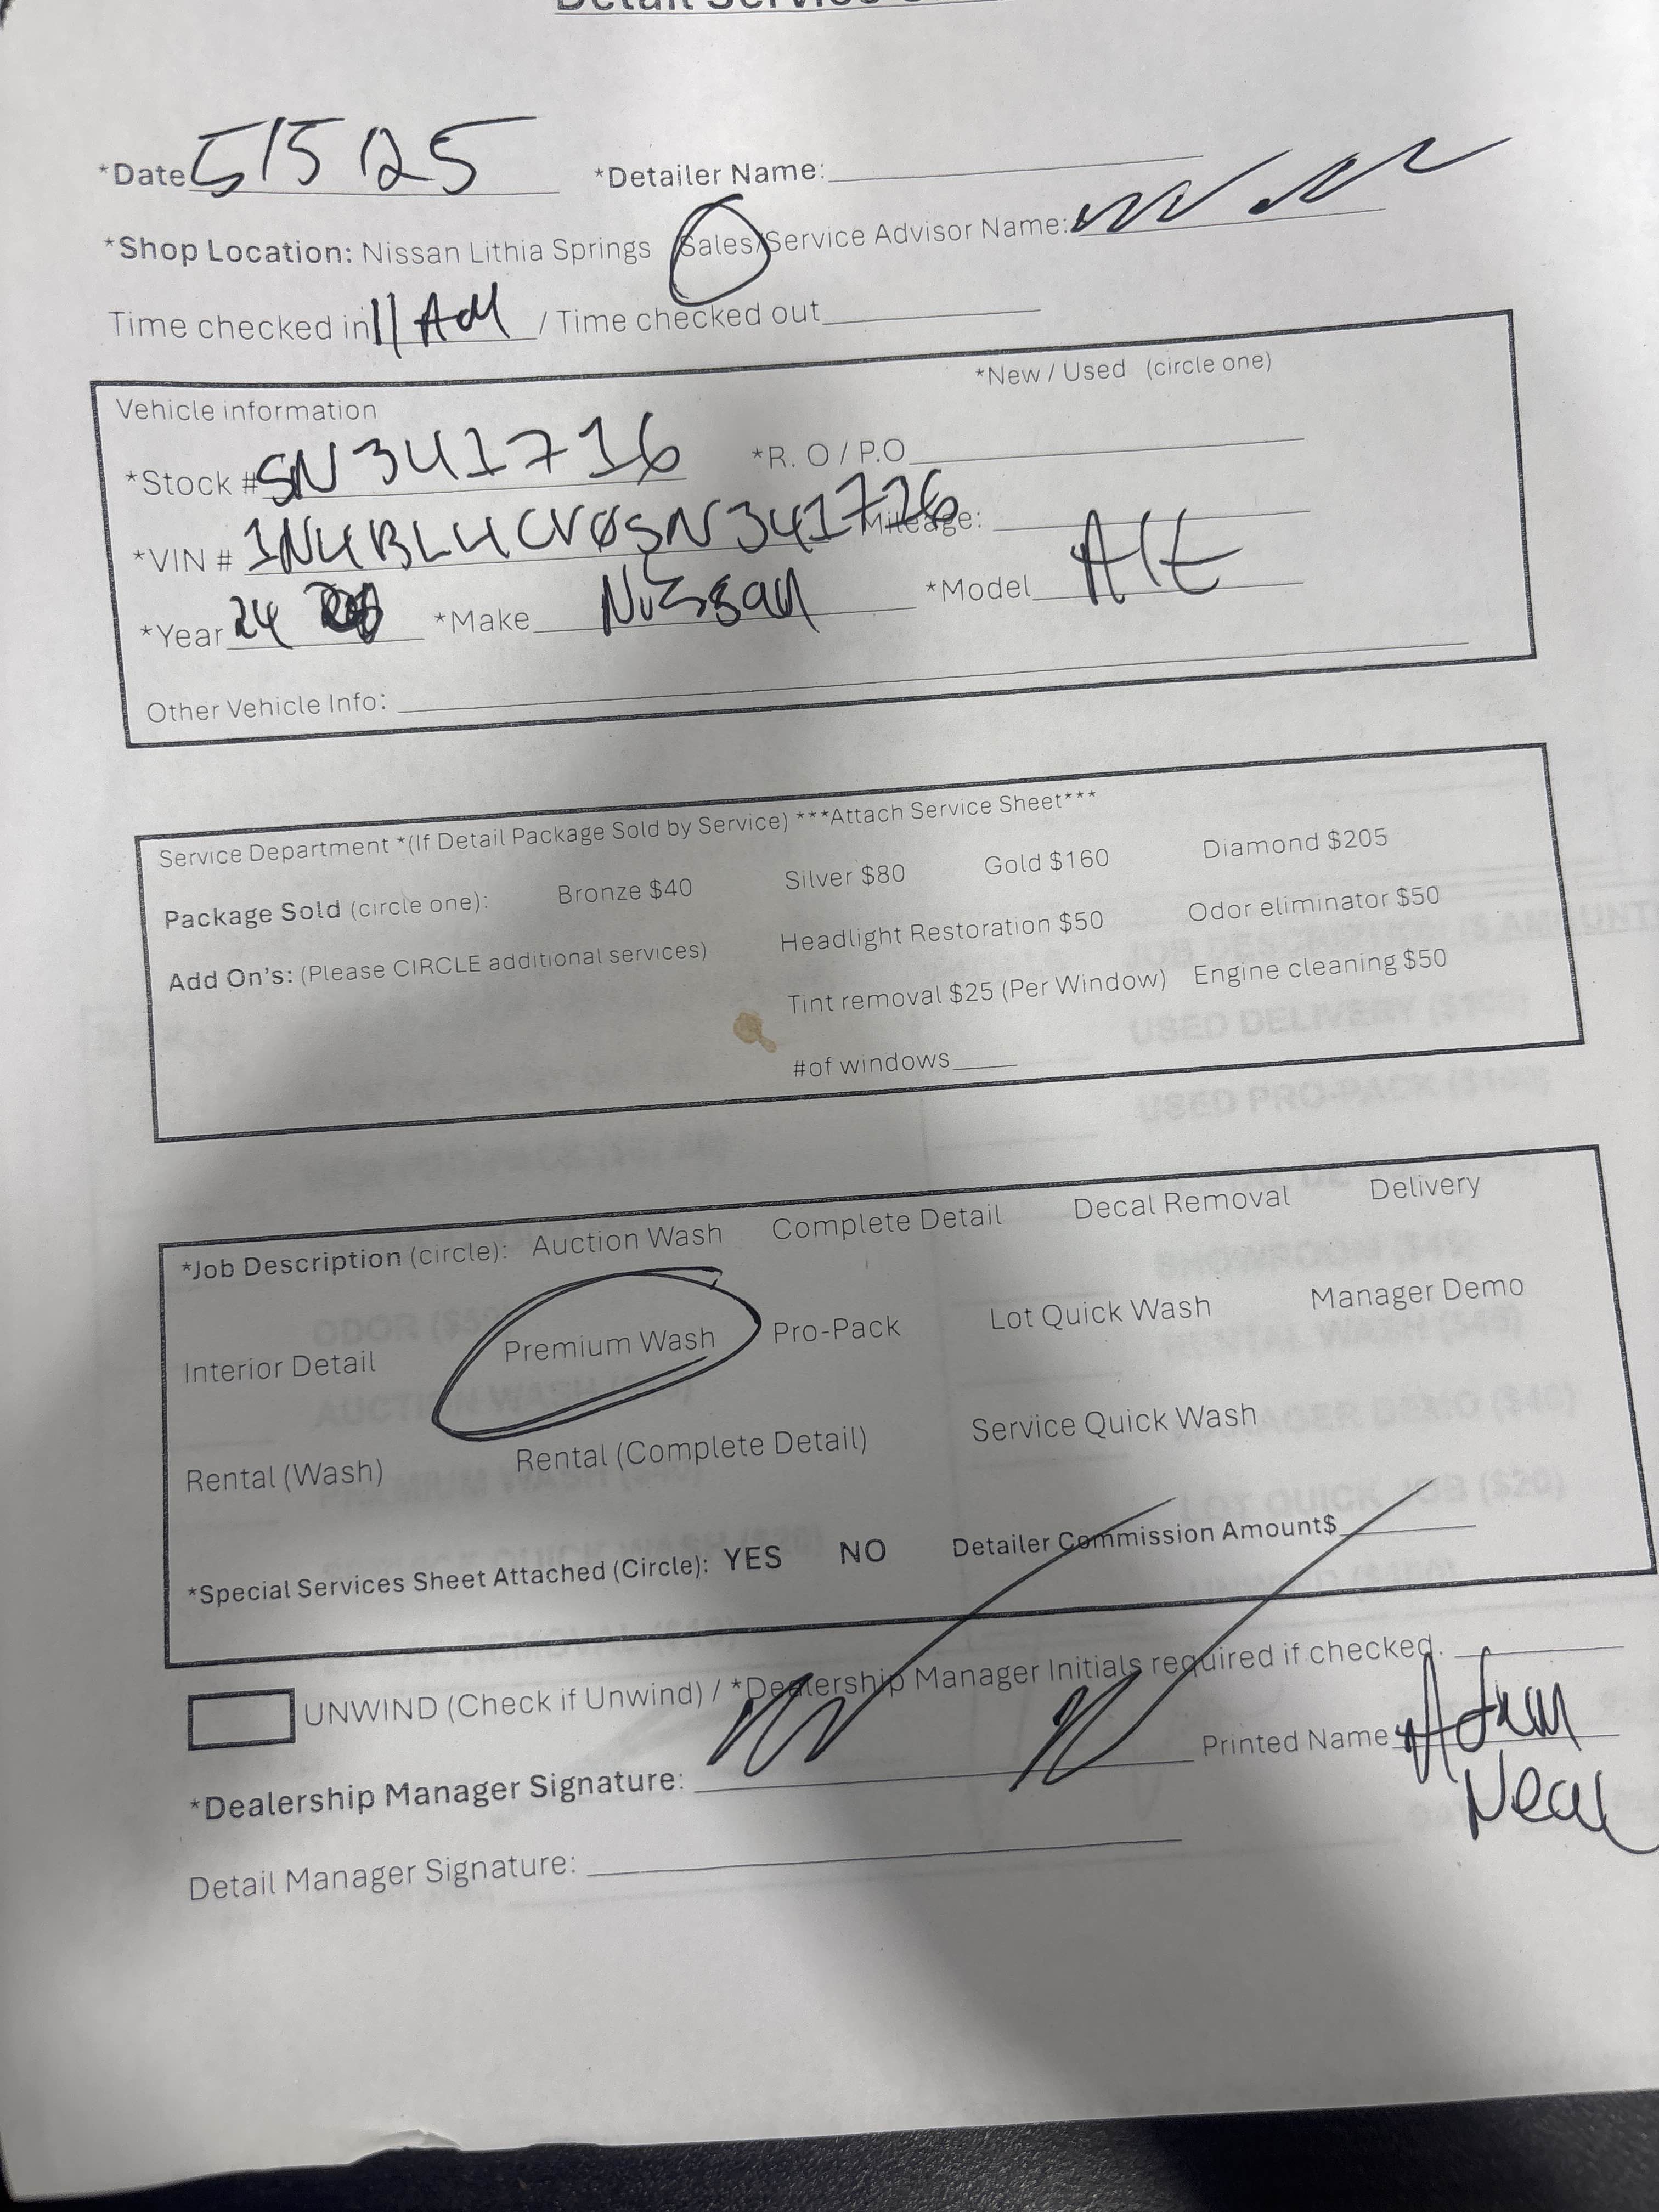 *Date 5/5/25 *Detailer Name:
*Shop Location: Nissan Lithia Springs Sales/Service Advisor Name:
Time checked in 11 AM / Time checked out
*New / Used (circle one)
Vehicle information
*Stock # SN341716 *R. O / P.O
*VIN # 1N4BL4CV0SN341716 Mileage:
*Year 24 *Make Nissan *Model Alt
Other Vehicle Info:
Service Department *(If Detail Package Sold by Service) ***Attach Service Sheet***
Package Sold (circle one): Bronze $40 Silver $80 Gold $160 Diamond $205
Add On's: (Please CIRCLE additional services) Headlight Restoration $50 Odor eliminator $50
Tint removal $25 (Per Window) Engine cleaning $50
#of windows
*Job Description (circle): Auction Wash Complete Detail Decal Removal Delivery
Interior Detail Premium Wash Pro-Pack Lot Quick Wash Manager Demo
Rental (Wash) Rental (Complete Detail) Service Quick Wash
*Special Services Sheet Attached (Circle): YES NO Detailer Commission Amount$
UNWIND (Check if Unwind) / *Dealership Manager Initials required if checked.
*Dealership Manager Signature: Printed Name Adam
Neal
Detail Manager Signature: